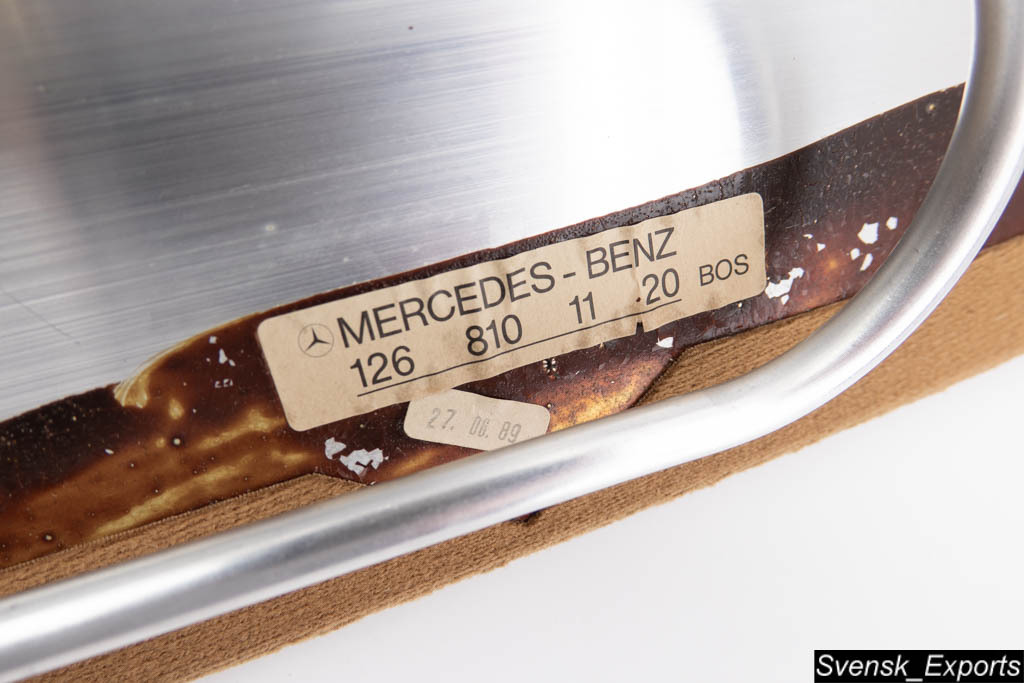 MERCEDES - BENZ
126 810 11 20 BOS
27. 06. 89
Svensk_Exports